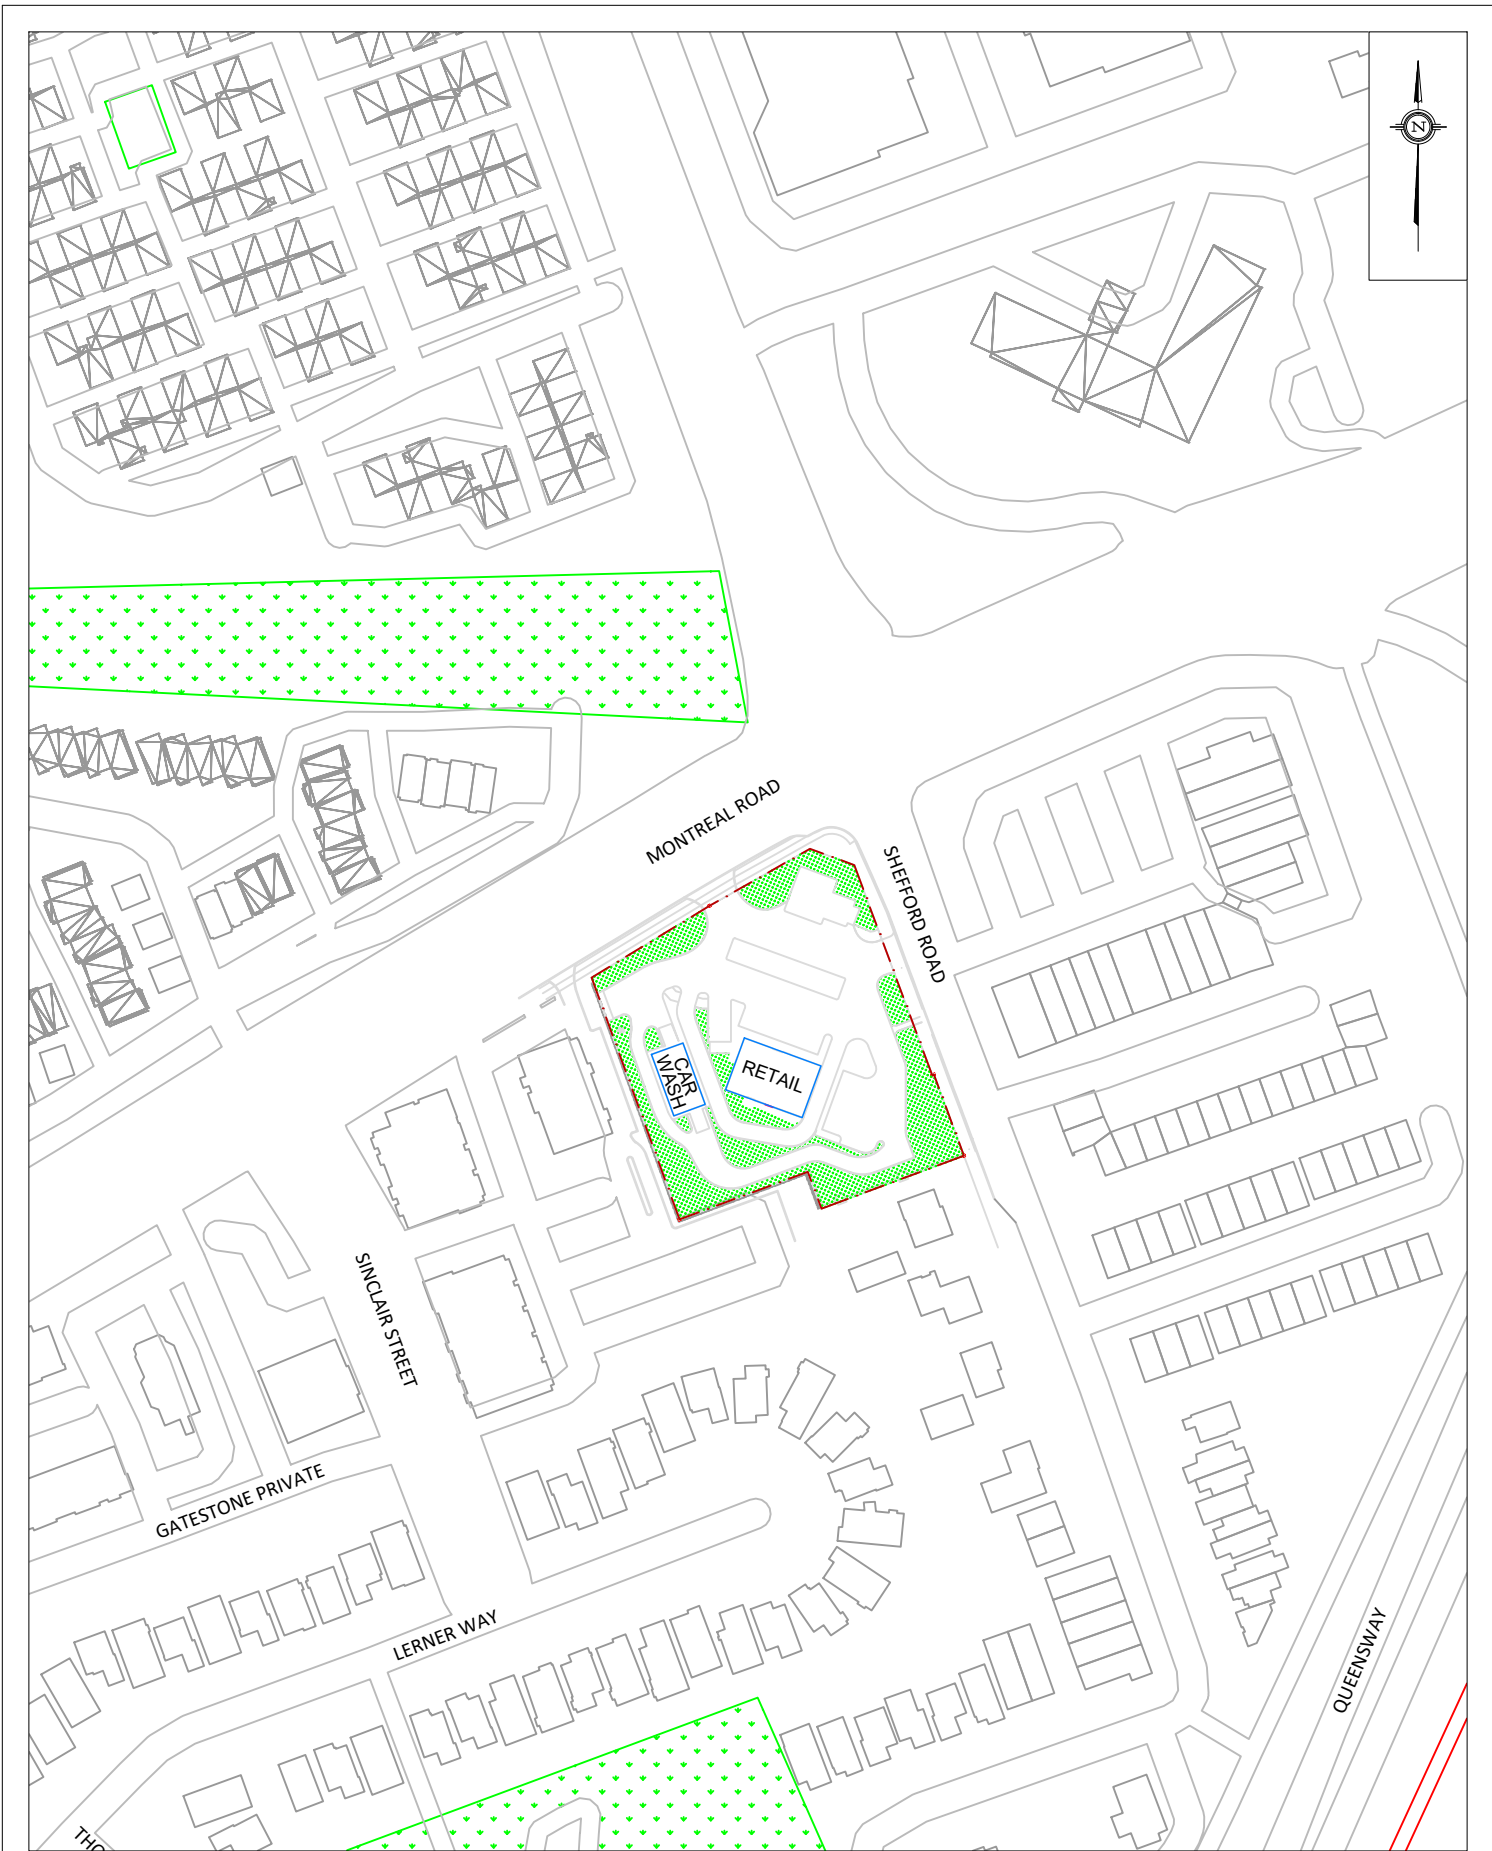 N
MONTREAL ROAD
SHEFFORD ROAD
CAR
WASH
RETAIL
SINCLAIR STREET
GATESTONE PRIVATE
LERNER WAY
QUEENSWAY